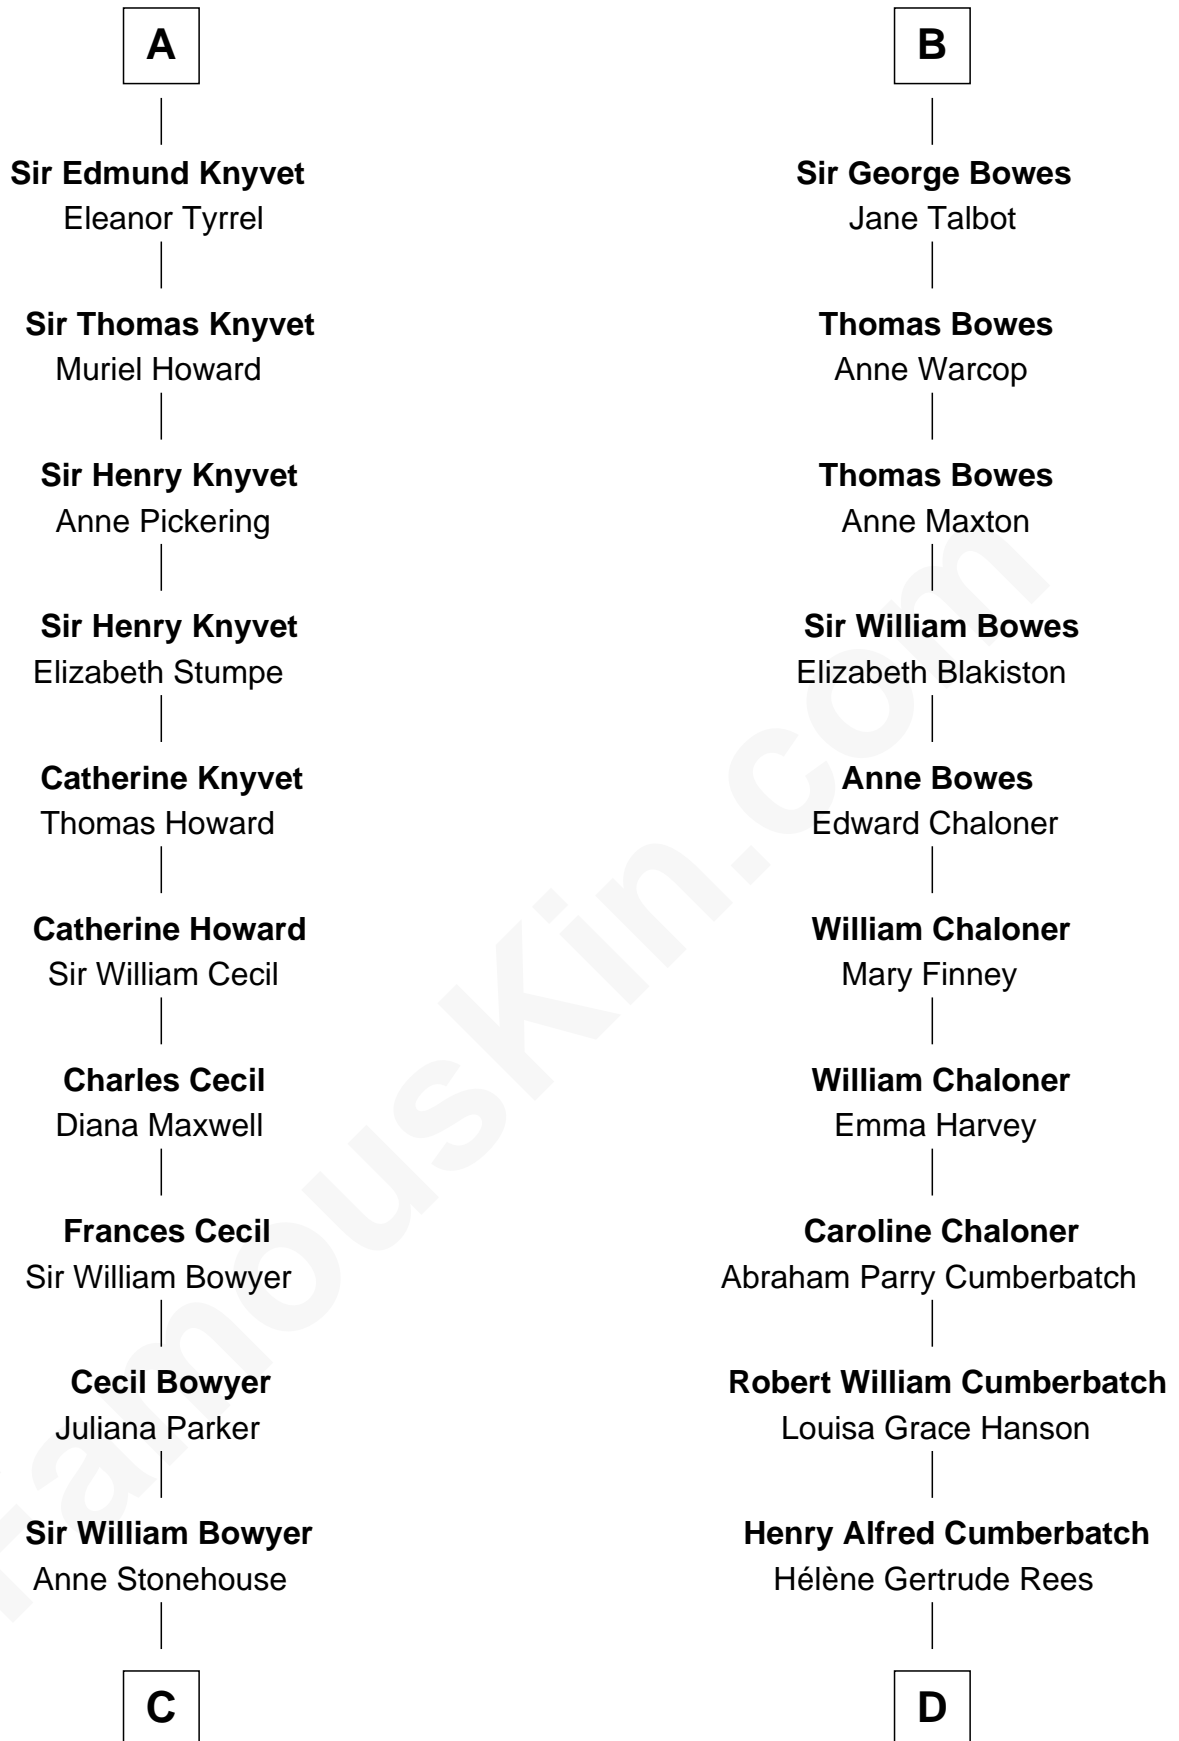 A
Sir Edmund Knyvet
Eleanor Tyrrel
Sir Thomas Knyvet
Muriel Howard
Sir Henry Knyvet
Anne Pickering
Sir Henry Knyvet
Elizabeth Stumpe
Catherine Knyvet
Thomas Howard
Catherine Howard
Sir William Cecil
Charles Cecil
Diana Maxwell
Frances Cecil
Sir William Bowyer
Cecil Bowyer
Juliana Parker
Sir William Bowyer
Anne Stonehouse
C
B
Sir George Bowes
Jane Talbot
Thomas Bowes
Anne Warcop
Thomas Bowes
Anne Maxton
Sir William Bowes
Elizabeth Blakiston
Anne Bowes
Edward Chaloner
William Chaloner
Mary Finney
William Chaloner
Emma Harvey
Caroline Chaloner
Abraham Parry Cumberbatch
Robert William Cumberbatch
Louisa Grace Hanson
Henry Alfred Cumberbatch
Hélène Gertrude Rees
D
FamousKin.com